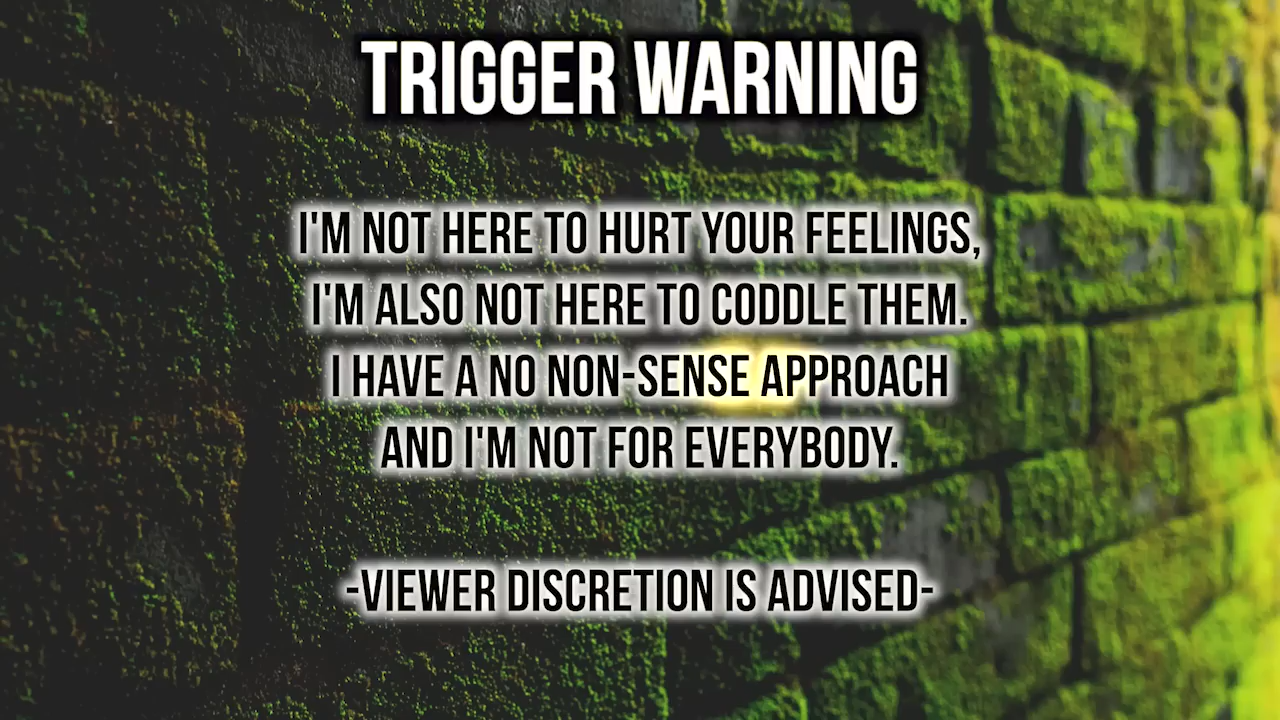 TRIGGER WARNING
I'M NOT HERE TO HURT YOUR FEELINGS,
I'M ALSO NOT HERE TO CODDLE THEM.
I HAVE A NO NON-SENSE APPROACH
AND I'M NOT FOR EVERYBODY.
-VIEWER DISCRETION IS ADVISED-